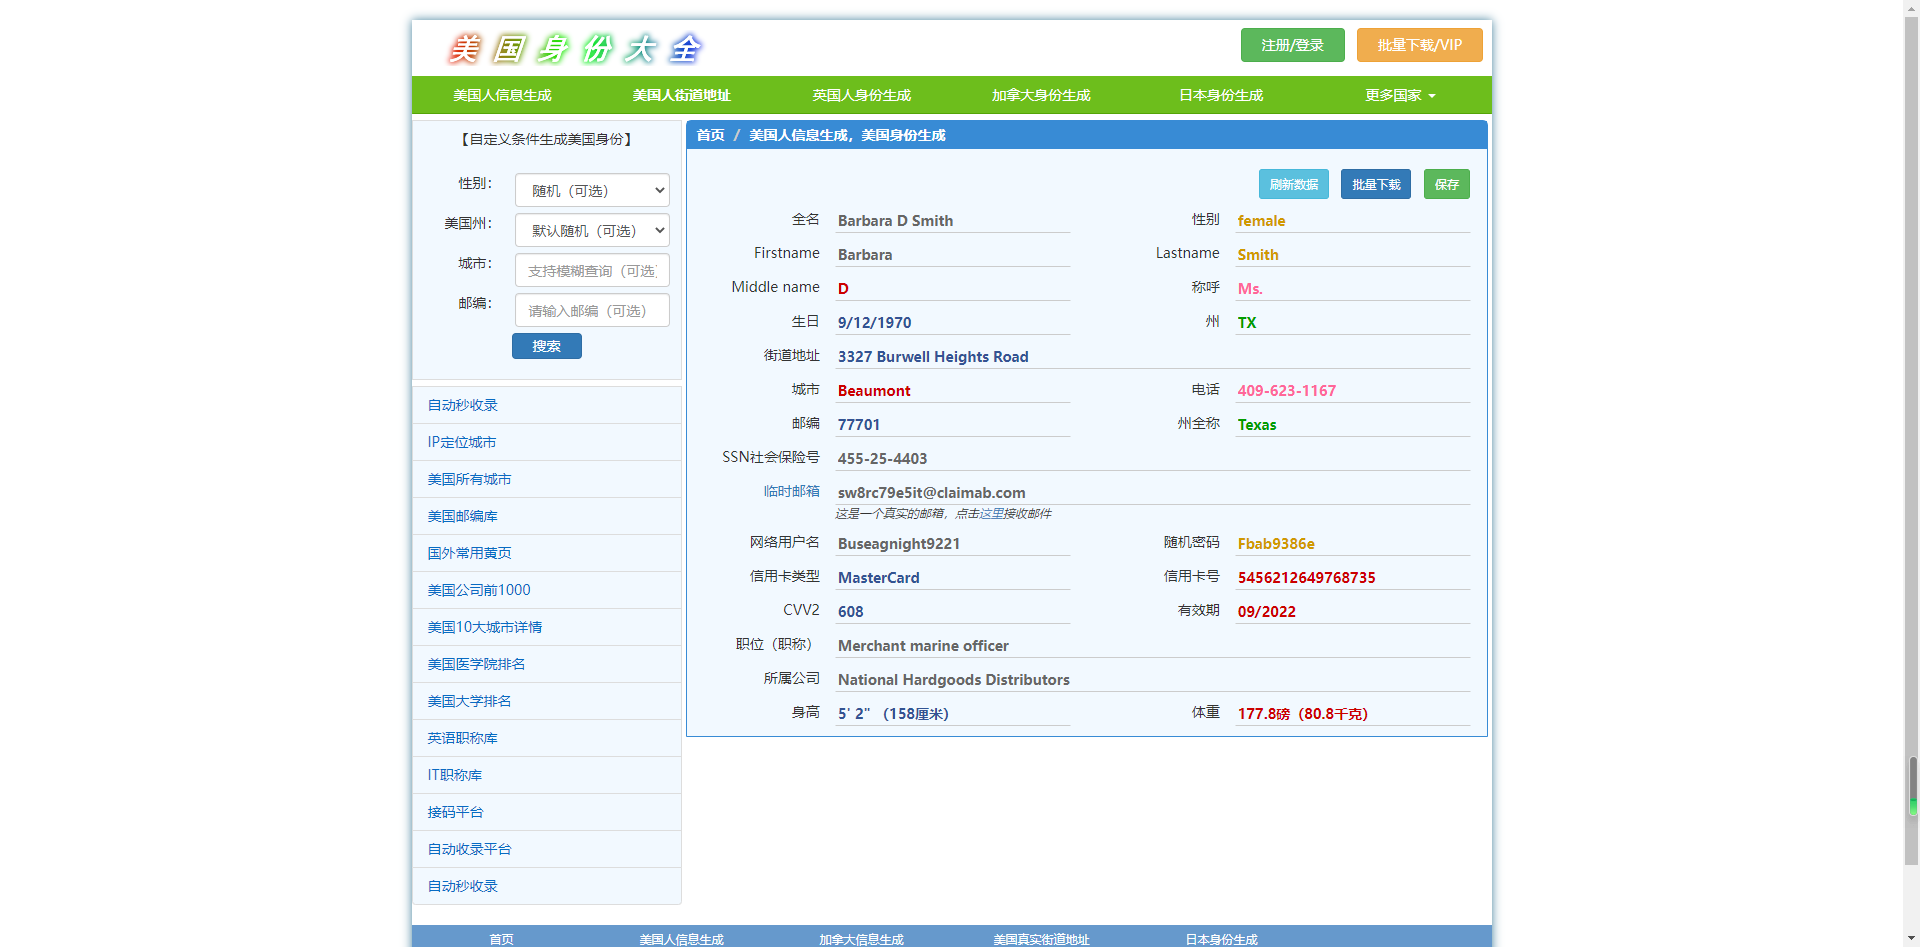 美国身份大全
注册/登录 批量下载/VIP
美国人信息生成 美国人街道地址 英国人身份生成 加拿大身份生成 日本身份生成 更多国家
【自定义条件生成美国身份】
性别： 随机（可选）
美国州： 默认随机（可选）
城市： 支持模糊查询（可选）
邮编： 请输入邮编（可选）
搜索
自动秒收录
IP定位城市
美国所有城市
美国邮编库
国外常用黄页
美国公司前1000
美国10大城市详情
美国医学院排名
美国大学排名
英语职称库
IT职称库
接码平台
自动收录平台
自动秒收录
首页 / 美国人信息生成，美国身份生成
刷新数据 批量下载 保存
全名 Barbara D Smith 性别 female
Firstname Barbara Lastname Smith
Middle name D 称呼 Ms.
生日 9/12/1970 州 TX
街道地址 3327 Burwell Heights Road
城市 Beaumont 电话 409-623-1167
邮编 77701 州全称 Texas
SSN社会保险号 455-25-4403
临时邮箱 sw8rc79e5it@claimab.com
这是一个真实的邮箱，点击这里接收邮件
网络用户名 Buseagnight9221 随机密码 Fbab9386e
信用卡类型 MasterCard 信用卡号 5456212649768735
CVV2 608 有效期 09/2022
职位（职称） Merchant marine officer
所属公司 National Hardgoods Distributors
身高 5' 2" （158厘米） 体重 177.8磅（80.8千克）
首页 美国人信息生成 加拿大信息生成 美国真实街道地址 日本身份生成